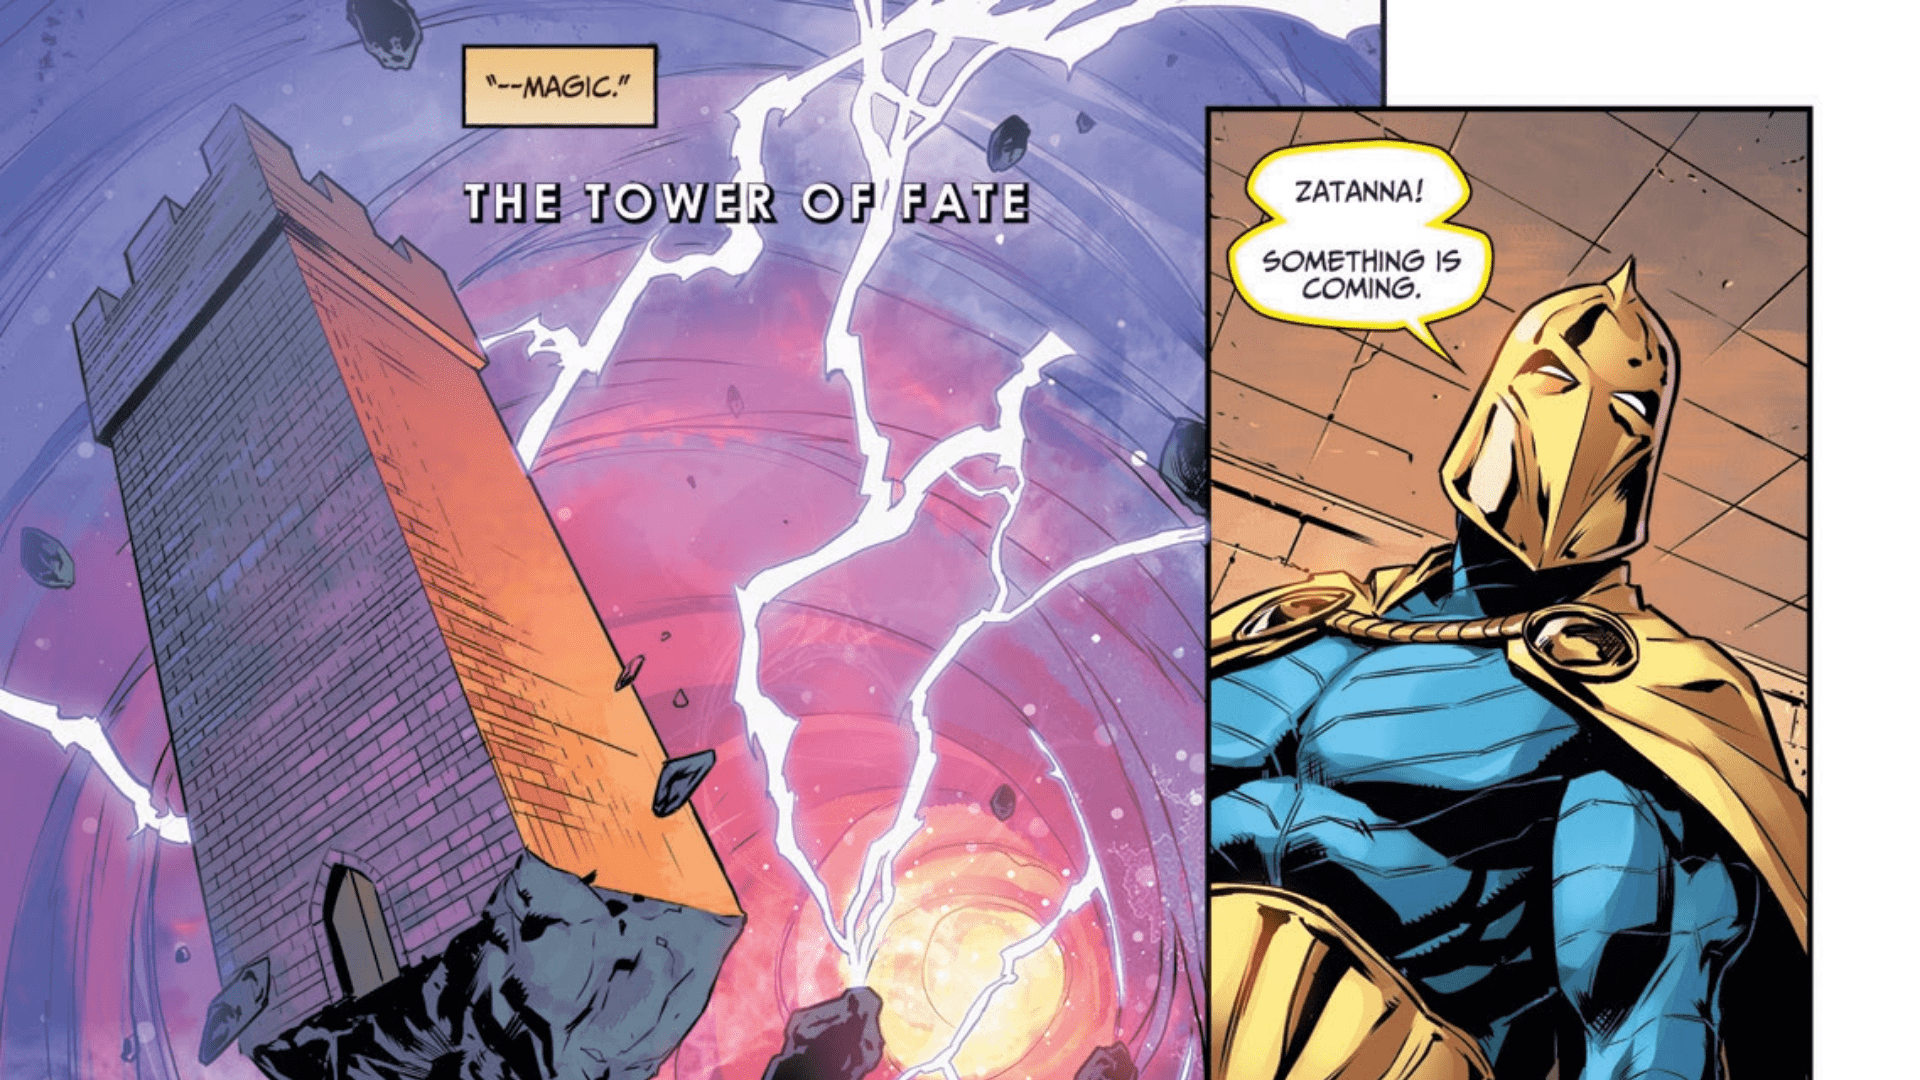 "--MAGIC."
THE TOWER OF FATE
ZATANNA!
SOMETHING IS
COMING.